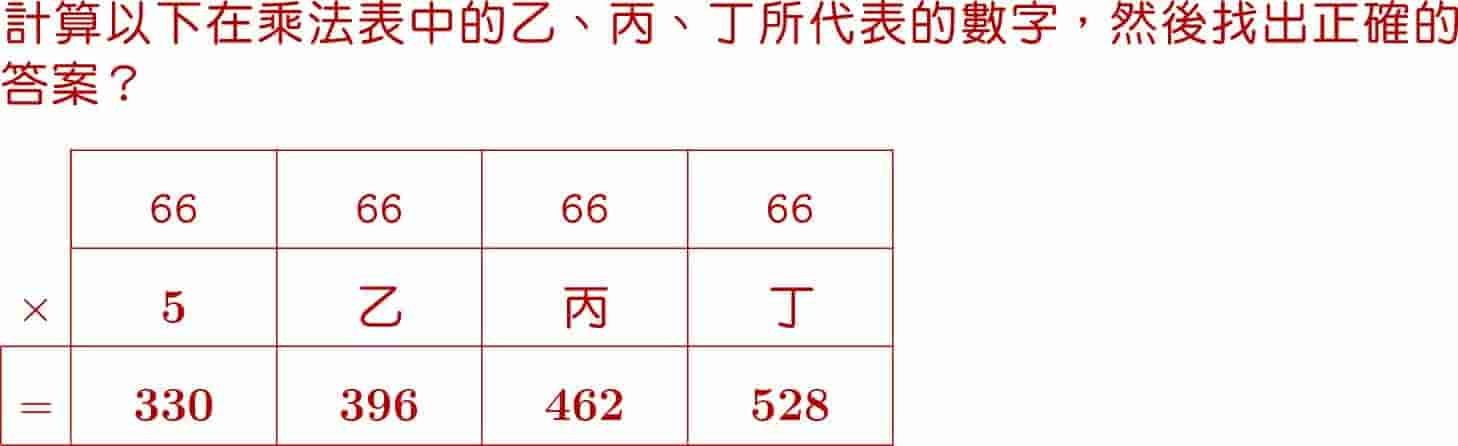 計算以下在乘法表中的乙、丙、丁所代表的數字，然後找出正確的
答案？
66 66 66 66
× 5 乙 丙 丁
= 330 396 462 528